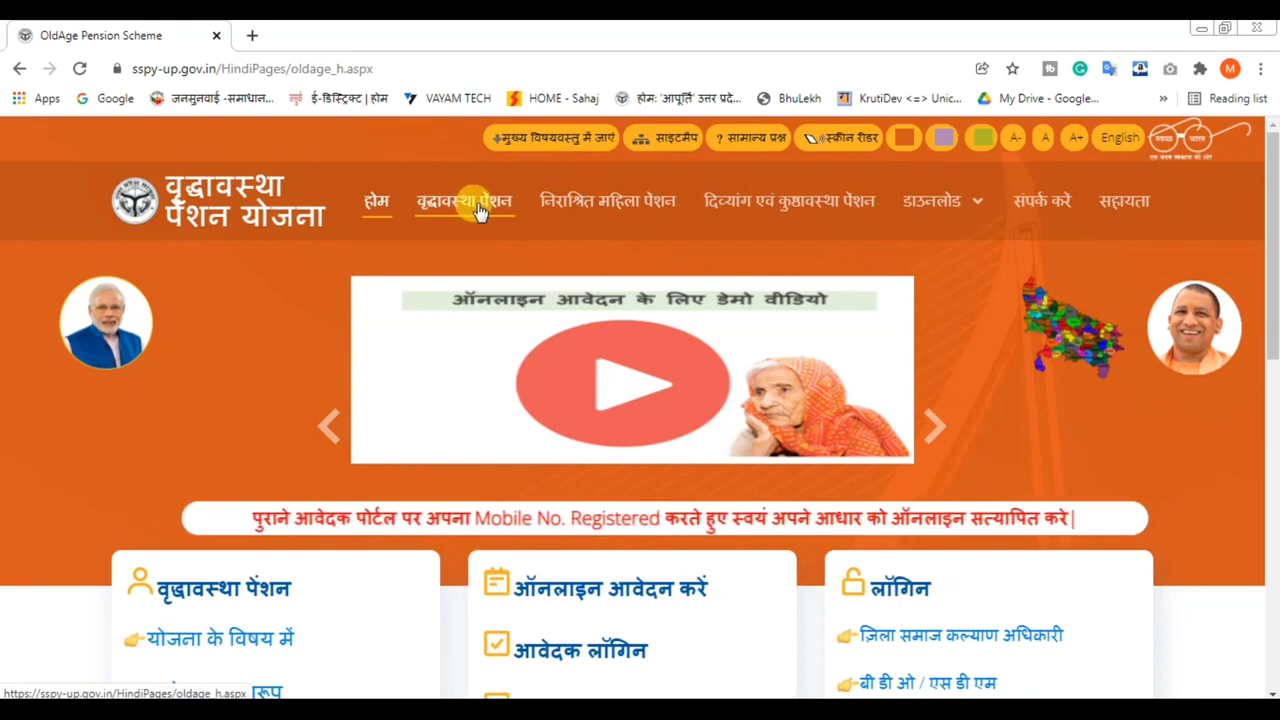 OldAge Pension Scheme
sspy-up.gov.in/HindiPages/oldage_h.aspx
Apps Google जनसुनवाई -समाधान... ई-डिस्ट्रिक्ट | होम VAYAM TECH HOME - Sahaj होम: 'आपूर्ति' उत्तर प्रदे... BhuLekh KrutiDev <=> Unic... My Drive - Google... » Reading list
मुख्य विषयवस्तु में जाएं साइटमैप ? सामान्य प्रश्न स्क्रीन रीडर A- A A+ English
वृद्धावस्था
पेंशन योजना
होम वृद्धावस्था पेंशन निराश्रित महिला पेंशन दिव्यांग एवं कुष्ठावस्था पेंशन डाउनलोड संपर्क करें सहायता
ऑनलाइन आवेदन के लिए डेमो वीडियो
पुराने आवेदक पोर्टल पर अपना Mobile No. Registered करते हुए स्वयं अपने आधार को ऑनलाइन सत्यापित करे|
वृद्धावस्था पेंशन
योजना के विषय में
ऑनलाइन आवेदन करें
आवेदक लॉगिन
लॉगिन
ज़िला समाज कल्याण अधिकारी
बी डी ओ / एस डी एम
https://sspy-up.gov.in/HindiPages/oldage_h.aspx